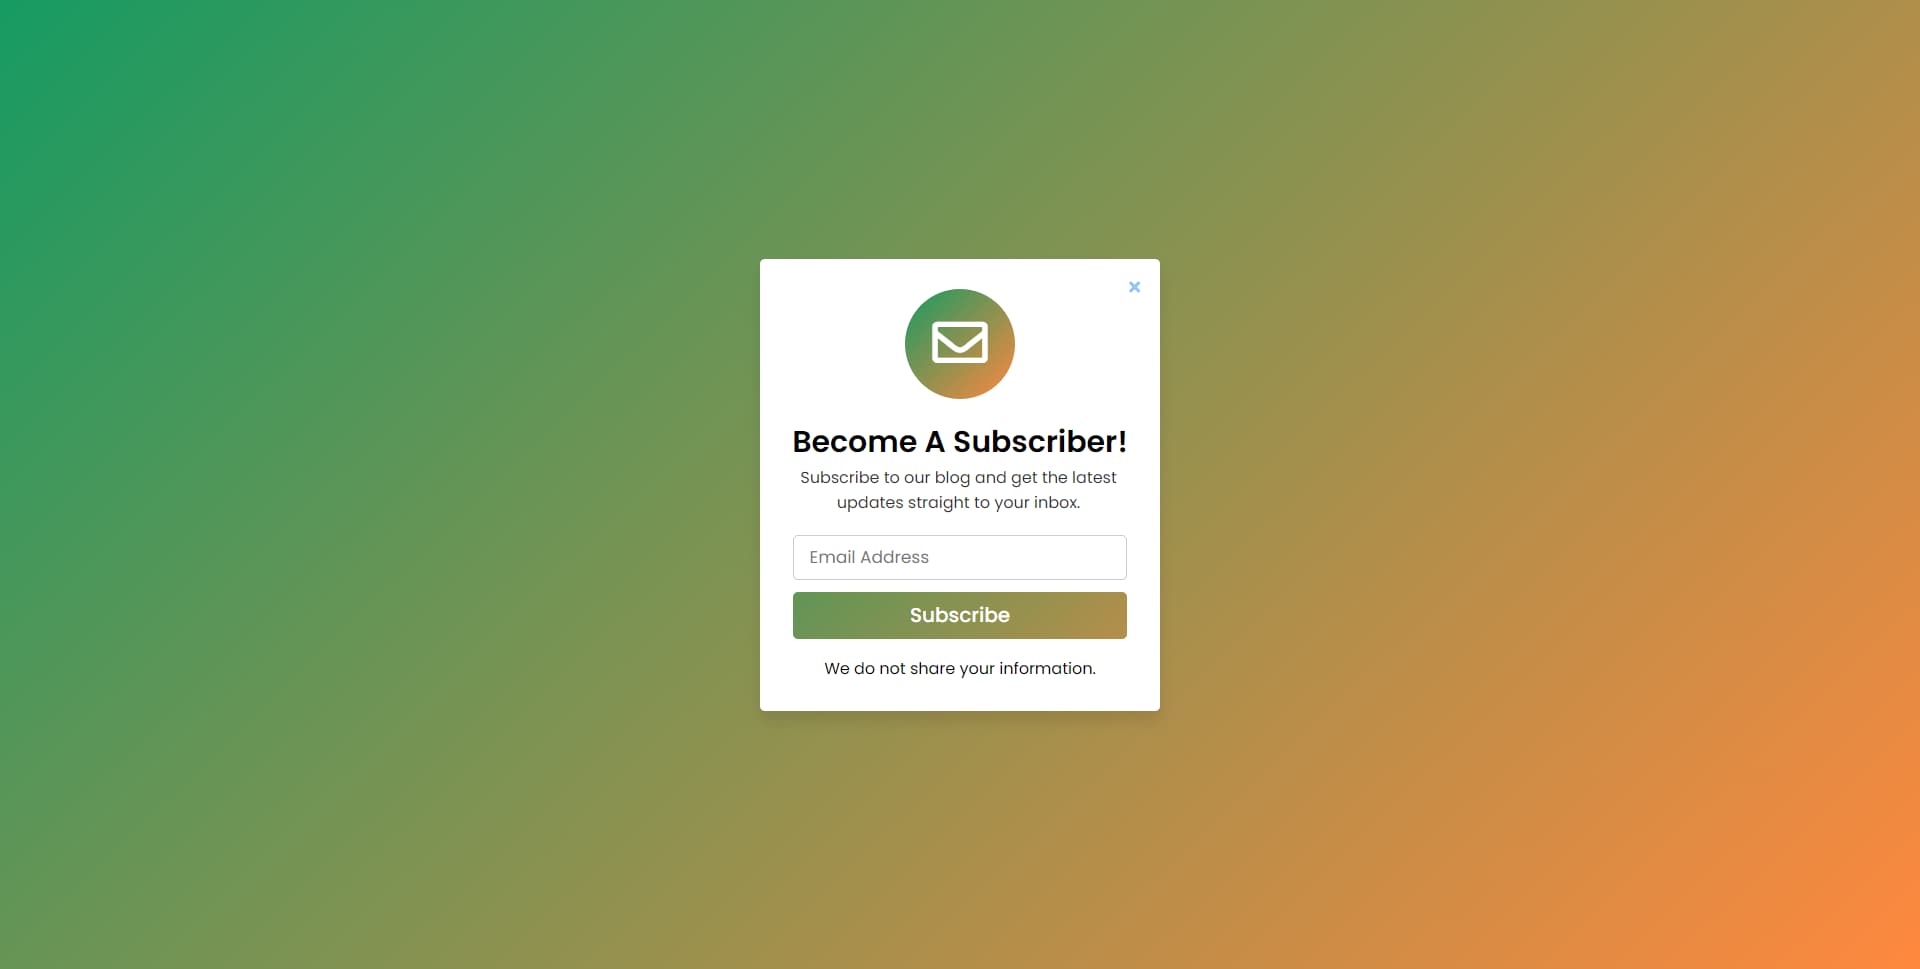 Become A Subscriber!
Subscribe to our blog and get the latest
updates straight to your inbox.
Email Address
Subscribe
We do not share your information.